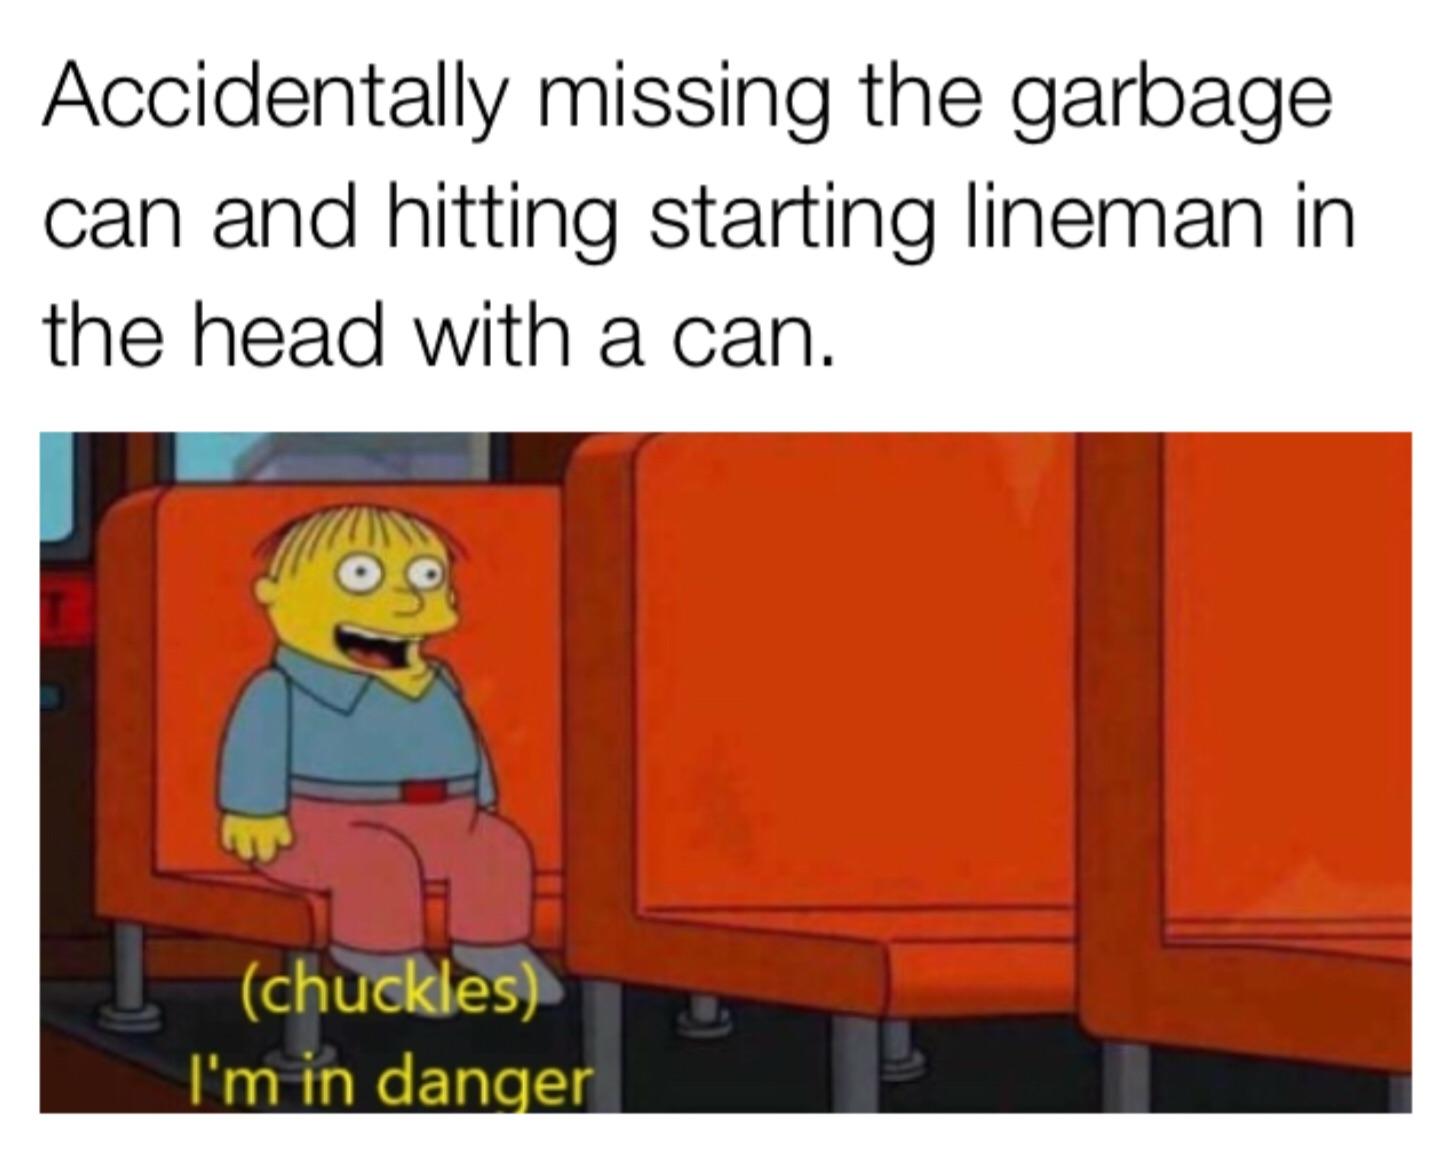 Accidentally missing the garbage
can and hitting starting lineman in
the head with a can.
T
(chuckles)
I'm in danger